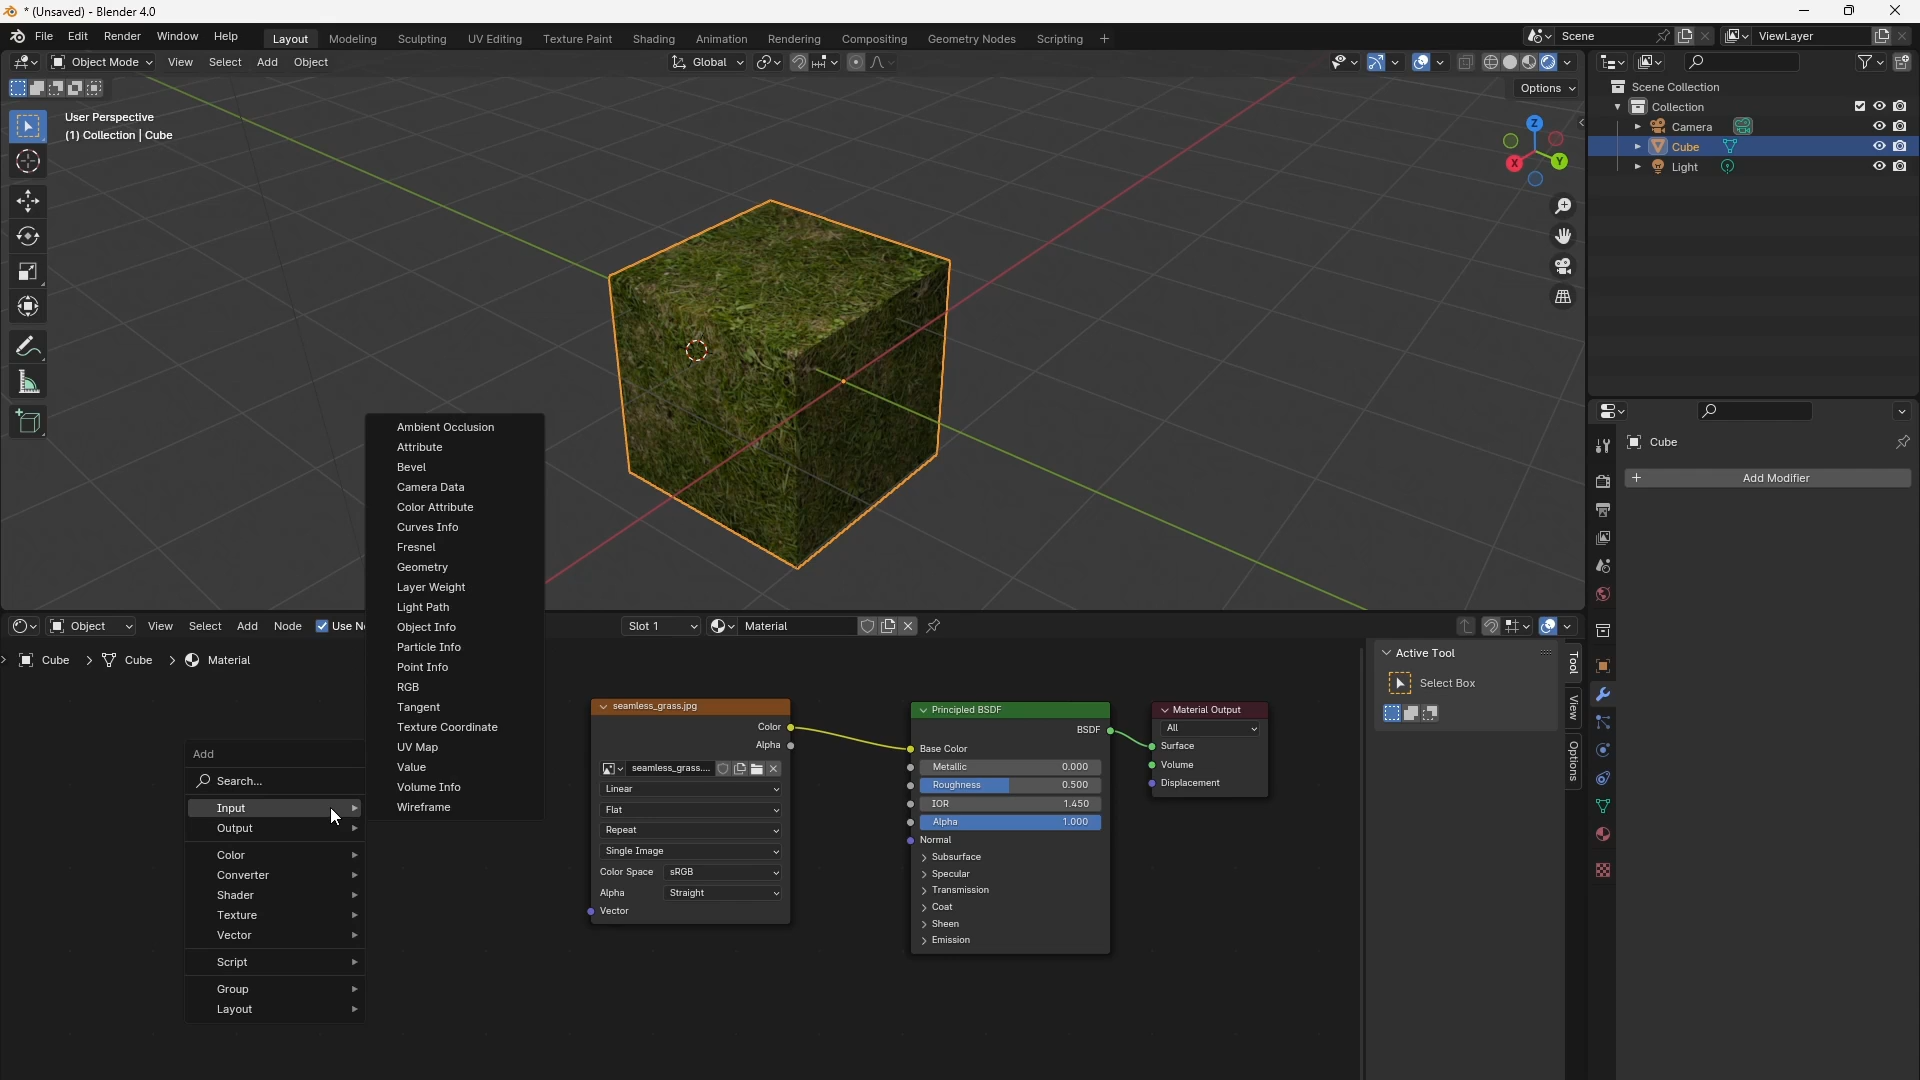 * (Unsaved) - Blender 4.0
File Edit Render Window Help Layout Modeling Sculpting UV Editing Texture Paint Shading Animation Rendering Compositing Geometry Nodes Scripting + Scene ViewLayer
Object Mode View Select Add Object Global
Options
User Perspective
(1) Collection | Cube
Z
X
Y
Scene Collection
Collection
Camera
Cube
Light
Cube
+ Add Modifier
Ambient Occlusion
Attribute
Bevel
Camera Data
Color Attribute
Curves Info
Fresnel
Geometry
Layer Weight
Light Path
Object Info
Particle Info
Point Info
RGB
Tangent
Texture Coordinate
UV Map
Value
Volume Info
Wireframe
Object View Select Add Node Use N Slot 1 Material
Cube > Cube > Material
Add
Search...
Input
Output
Color
Converter
Shader
Texture
Vector
Script
Group
Layout
seamless_grass.jpg
Color
Alpha
seamless_grass....
Linear
Flat
Repeat
Single Image
Color Space sRGB
Alpha Straight
Vector
Principled BSDF
BSDF
Base Color
Metallic 0.000
Roughness 0.500
IOR 1.450
Alpha 1.000
Normal
Subsurface
Specular
Transmission
Coat
Sheen
Emission
Material Output
All
Surface
Volume
Displacement
Active Tool
Select Box
Tool
View
Options